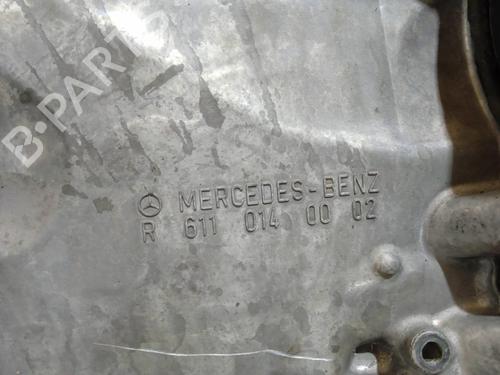 B-PARTS
MERCEDES-BENZ
R 611 014 00 02